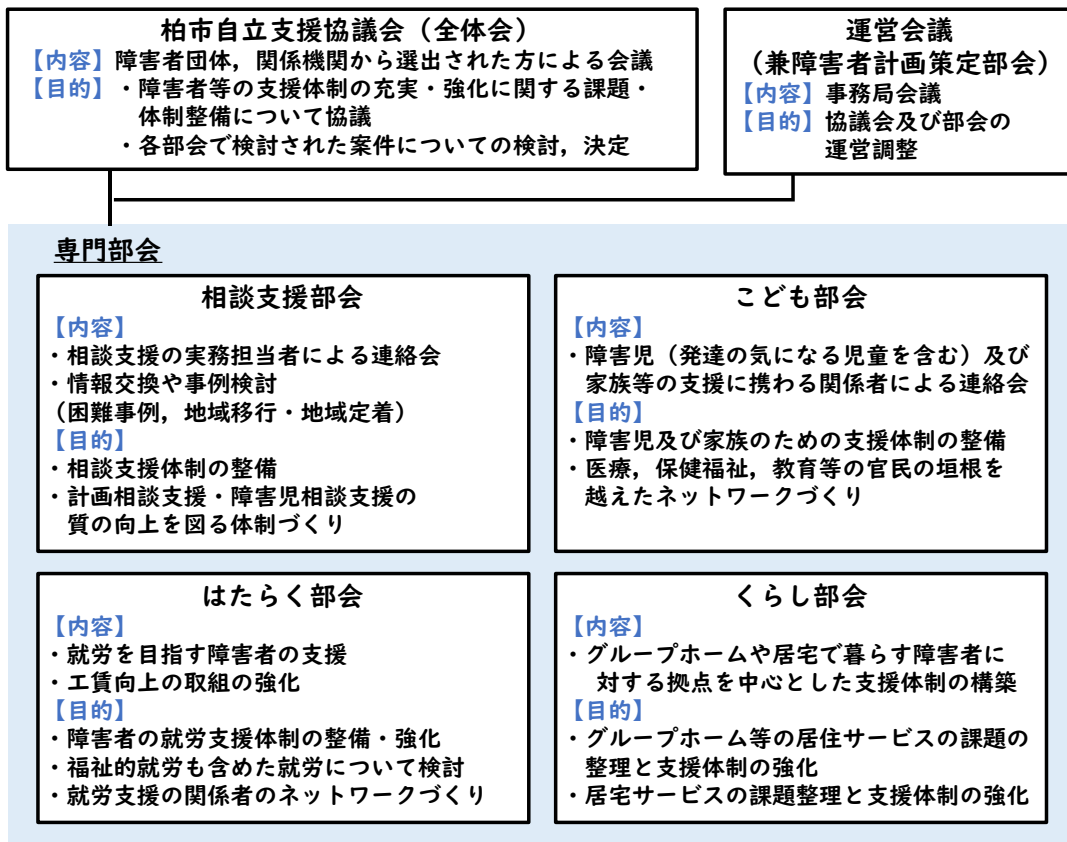 柏市自立支援協議会（全体会）
【内容】障害者団体，関係機関から選出された方による会議
【目的】・障害者等の支援体制の充実・強化に関する課題・
体制整備について協議
・各部会で検討された案件についての検討，決定
運営会議
（兼障害者計画策定部会）
【内容】事務局会議
【目的】協議会及び部会の
運営調整
専門部会
相談支援部会
【内容】
・相談支援の実務担当者による連絡会
・情報交換や事例検討
（困難事例，地域移行・地域定着）
【目的】
・相談支援体制の整備
・計画相談支援・障害児相談支援の
質の向上を図る体制づくり
こども部会
【内容】
・障害児（発達の気になる児童を含む）及び
家族等の支援に携わる関係者による連絡会
【目的】
・障害児及び家族のための支援体制の整備
・医療，保健福祉，教育等の官民の垣根を
越えたネットワークづくり
はたらく部会
【内容】
・就労を目指す障害者の支援
・工賃向上の取組の強化
【目的】
・障害者の就労支援体制の整備・強化
・福祉的就労も含めた就労について検討
・就労支援の関係者のネットワークづくり
くらし部会
【内容】
・グループホームや居宅で暮らす障害者に
対する拠点を中心とした支援体制の構築
【目的】
・グループホーム等の居住サービスの課題の
整理と支援体制の強化
・居宅サービスの課題整理と支援体制の強化